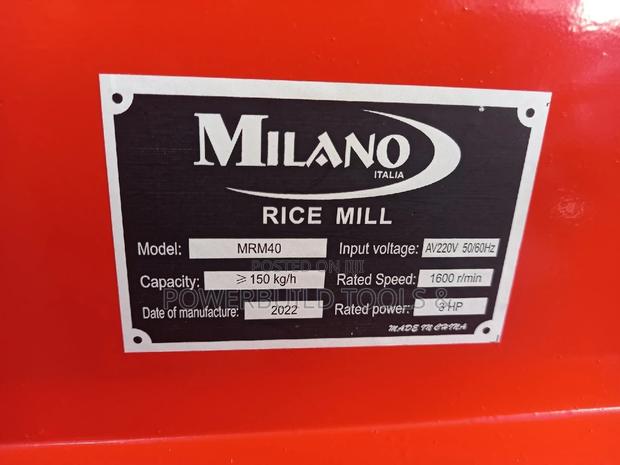 MILANO
ITALIA
RICE MILL
Model: MRM40 Input voltage: AV220V 50/60Hz
POSTED ON JIJI
Capacity: ≥150 kg/h Rated Speed: 1600 r/min
POWERBUILD TOOLS &
Date of manufacture: 2022 Rated power: 3 HP
MADE IN CHINA